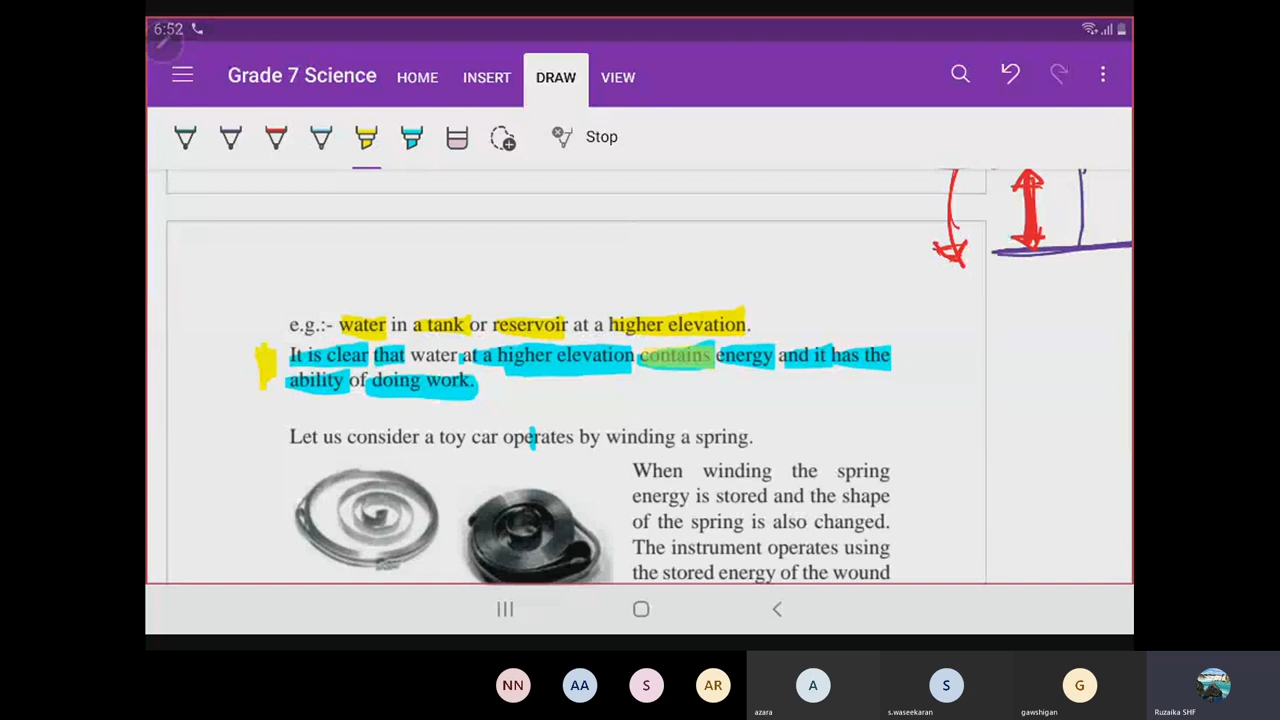 6:52
Grade 7 Science HOME INSERT DRAW VIEW
Stop
e.g.:- water in a tank or reservoir at a higher elevation.
It is clear that water at a higher elevation contains energy and it has the
ability of doing work.
Let us consider a toy car operates by winding a spring.
When winding the spring
energy is stored and the shape
of the spring is also changed.
The instrument operates using
the stored energy of the wound
NN AA S AR A S G
azara s.waseekaran gawshigan Ruzaika SHF